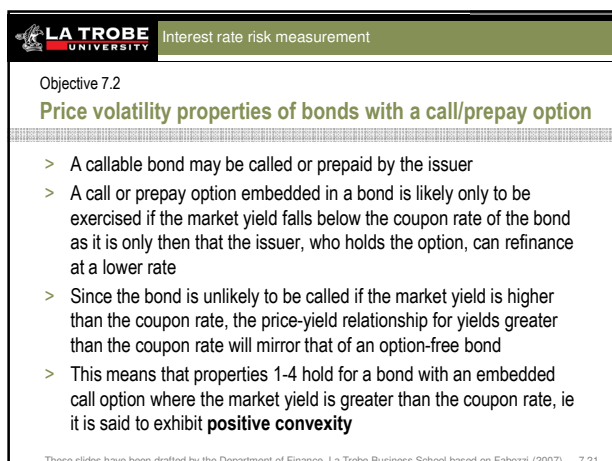 LA TROBE
UNIVERSITY
Interest rate risk measurement
Objective 7.2
Price volatility properties of bonds with a call/prepay option
> A callable bond may be called or prepaid by the issuer
> A call or prepay option embedded in a bond is likely only to be
exercised if the market yield falls below the coupon rate of the bond
as it is only then that the issuer, who holds the option, can refinance
at a lower rate
> Since the bond is unlikely to be called if the market yield is higher
than the coupon rate, the price-yield relationship for yields greater
than the coupon rate will mirror that of an option-free bond
> This means that properties 1-4 hold for a bond with an embedded
call option where the market yield is greater than the coupon rate, ie
it is said to exhibit positive convexity
These slides have been drafted by the Department of Finance, La Trobe Business School based on Fabozzi (2007) 7.31